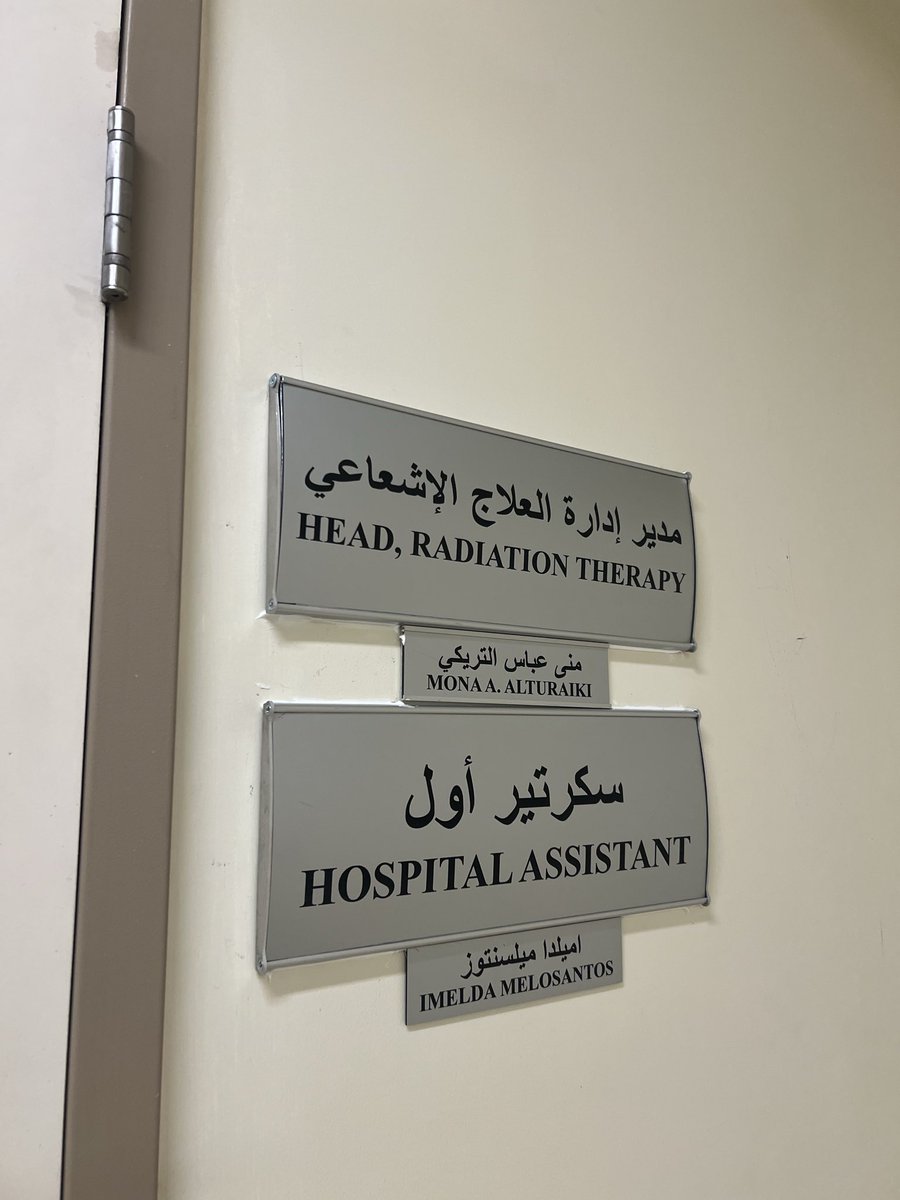 مدير إدارة العلاج الإشعاعي
HEAD, RADIATION THERAPY
منى عباس التريكي
MONA A. ALTURAIKI
سكرتير أول
HOSPITAL ASSISTANT
اميلدا ميلسنتوز
IMELDA MELOSANTOS